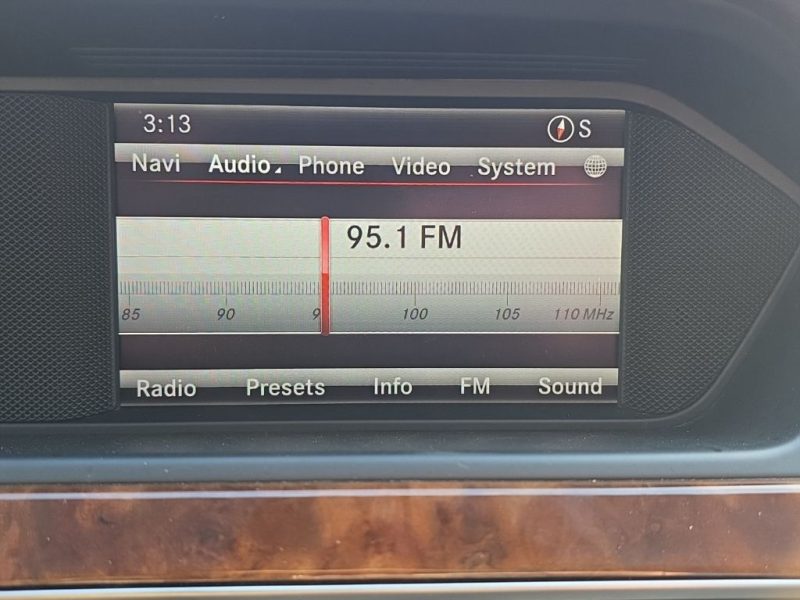 3:13 S
Navi Audio Phone Video System
95.1 FM
85 90 9 100 105 110 MHz
Radio Presets Info FM Sound